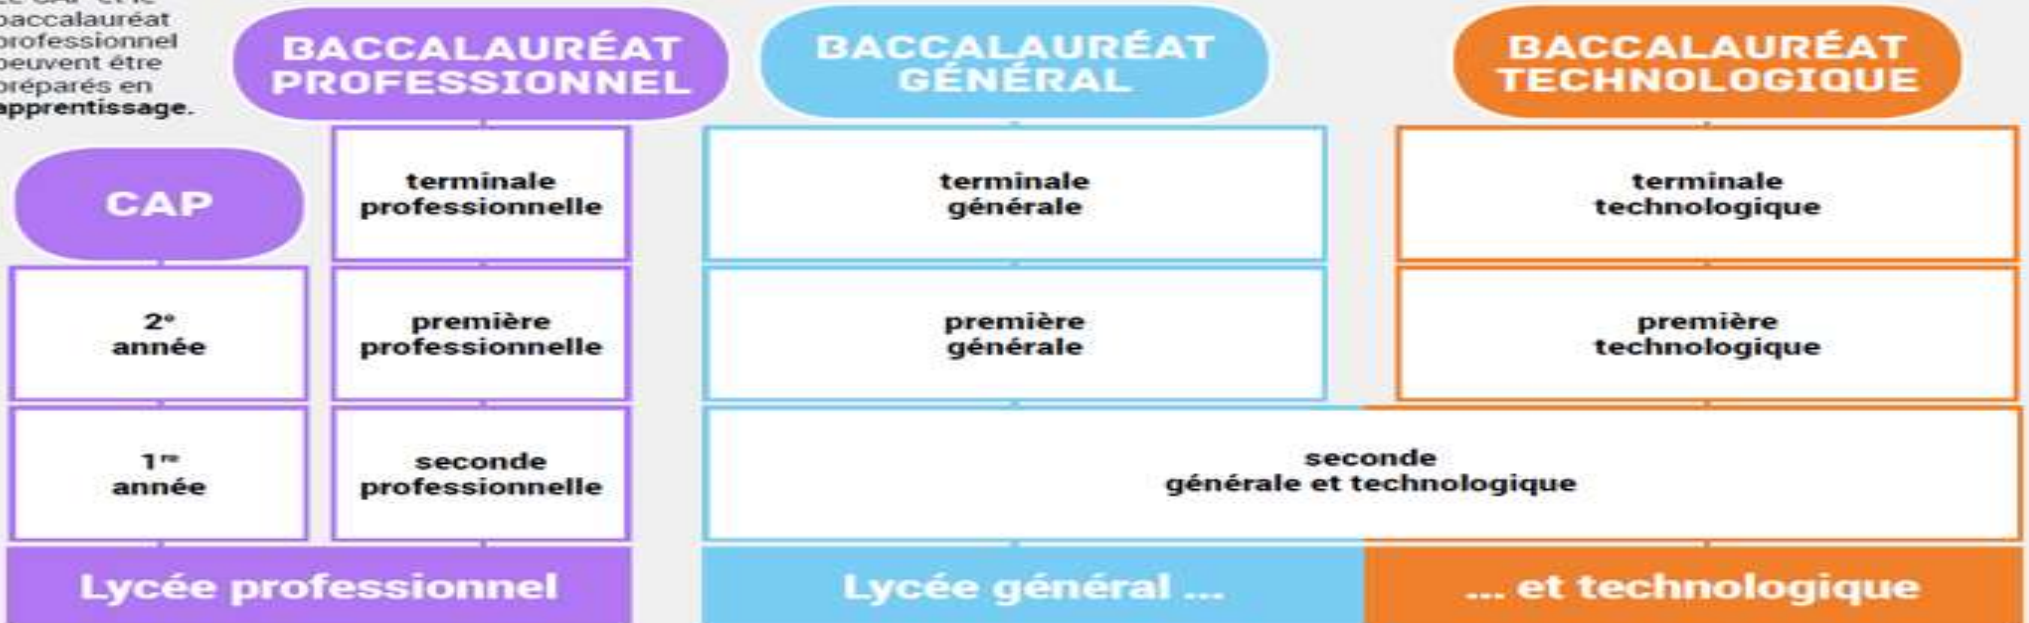 baccalauréat
professionnel
peuvent être
préparés en
apprentissage.
BACCALAURÉAT
PROFESSIONNEL
BACCALAURÉAT
GÉNÉRAL
BACCALAURÉAT
TECHNOLOGIQUE
CAP
terminale
professionnelle
terminale
générale
terminale
technologique
2e
année
première
professionnelle
première
générale
première
technologique
1re
année
seconde
professionnelle
seconde
générale et technologique
Lycée professionnel
Lycée général ...
... et technologique